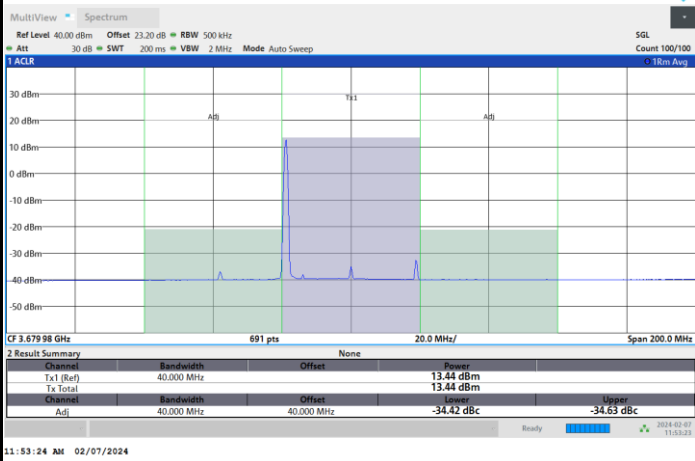 MultiView Spectrum
Ref Level 40.00 dBm Offset 23.20 dB RBW 500 kHz SGL
Att 30 dB SWT 200 ms VBW 2 MHz Mode Auto Sweep Count 100/100
1 ACLR 1Rm Avg
30 dBm
Tx1
20 dBm
Adj Adj
10 dBm
0 dBm
-10 dBm
-20 dBm
-30 dBm
-40 dBm
-50 dBm
CF 3.67998 GHz 691 pts 20.0 MHz/ Span 200.0 MHz
2 Result Summary None
Channel Bandwidth Offset Power
Tx1 (Ref) 40.000 MHz 13.44 dBm
Tx Total 13.44 dBm
Channel Bandwidth Offset Lower Upper
Adj 40.000 MHz 40.000 MHz -34.42 dBc -34.63 dBc
Ready 2024-02-07
11:53:23
11:53:24 AM 02/07/2024